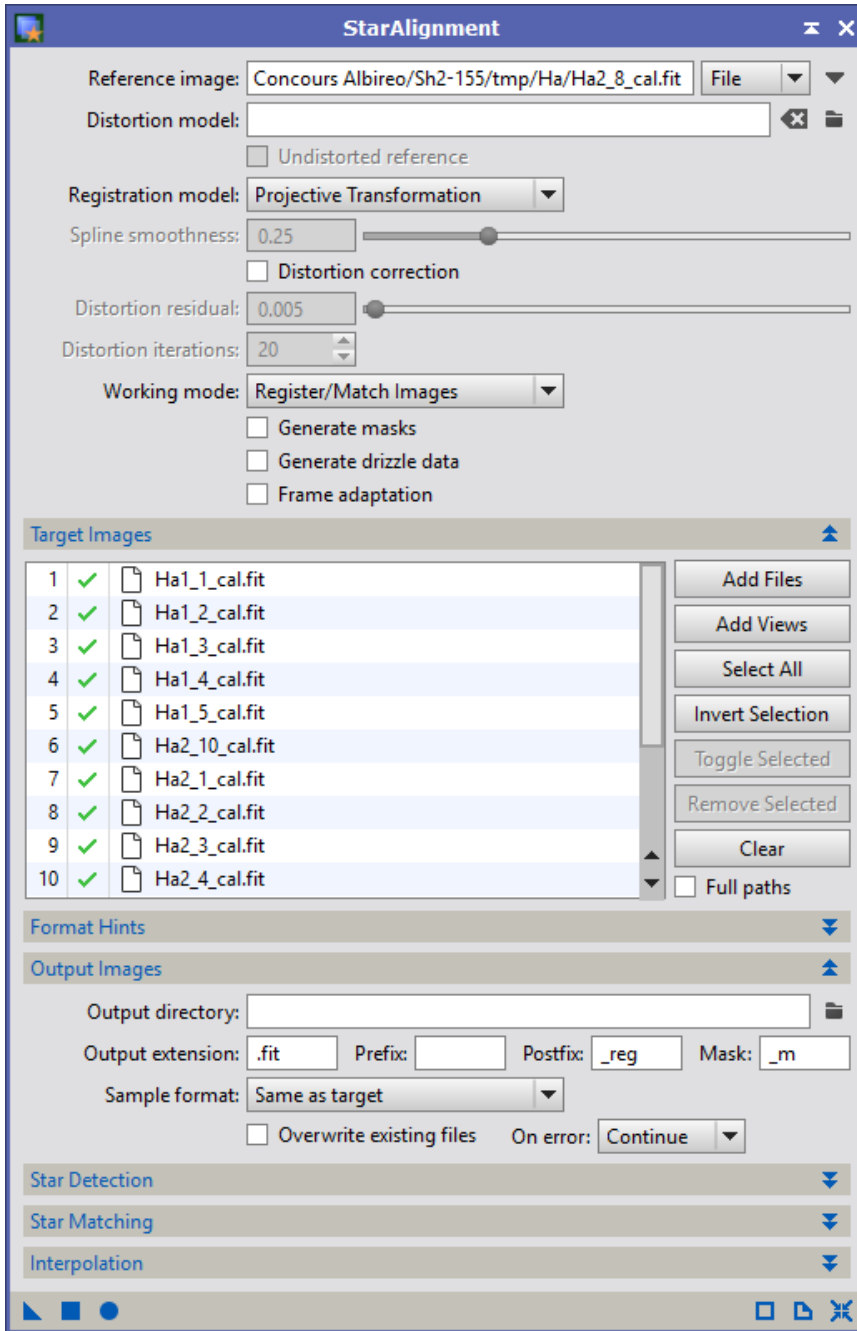 StarAlignment
Reference image: Concours Albireo/Sh2-155/tmp/Ha/Ha2_8_cal.fit File
Distortion model:
Undistorted reference
Registration model: Projective Transformation
Spline smoothness: 0.25
Distortion correction
Distortion residual: 0.005
Distortion iterations: 20
Working mode: Register/Match Images
Generate masks
Generate drizzle data
Frame adaptation
Target Images
1 Ha1_1_cal.fit Add Files
2 Ha1_2_cal.fit Add Views
3 Ha1_3_cal.fit
4 Ha1_4_cal.fit Select All
5 Ha1_5_cal.fit Invert Selection
6 Ha2_10_cal.fit
7 Ha2_1_cal.fit Toggle Selected
8 Ha2_2_cal.fit Remove Selected
9 Ha2_3_cal.fit Clear
10 Ha2_4_cal.fit Full paths
Format Hints
Output Images
Output directory:
Output extension: .fit Prefix: Postfix: _reg Mask: _m
Sample format: Same as target
Overwrite existing files On error: Continue
Star Detection
Star Matching
Interpolation